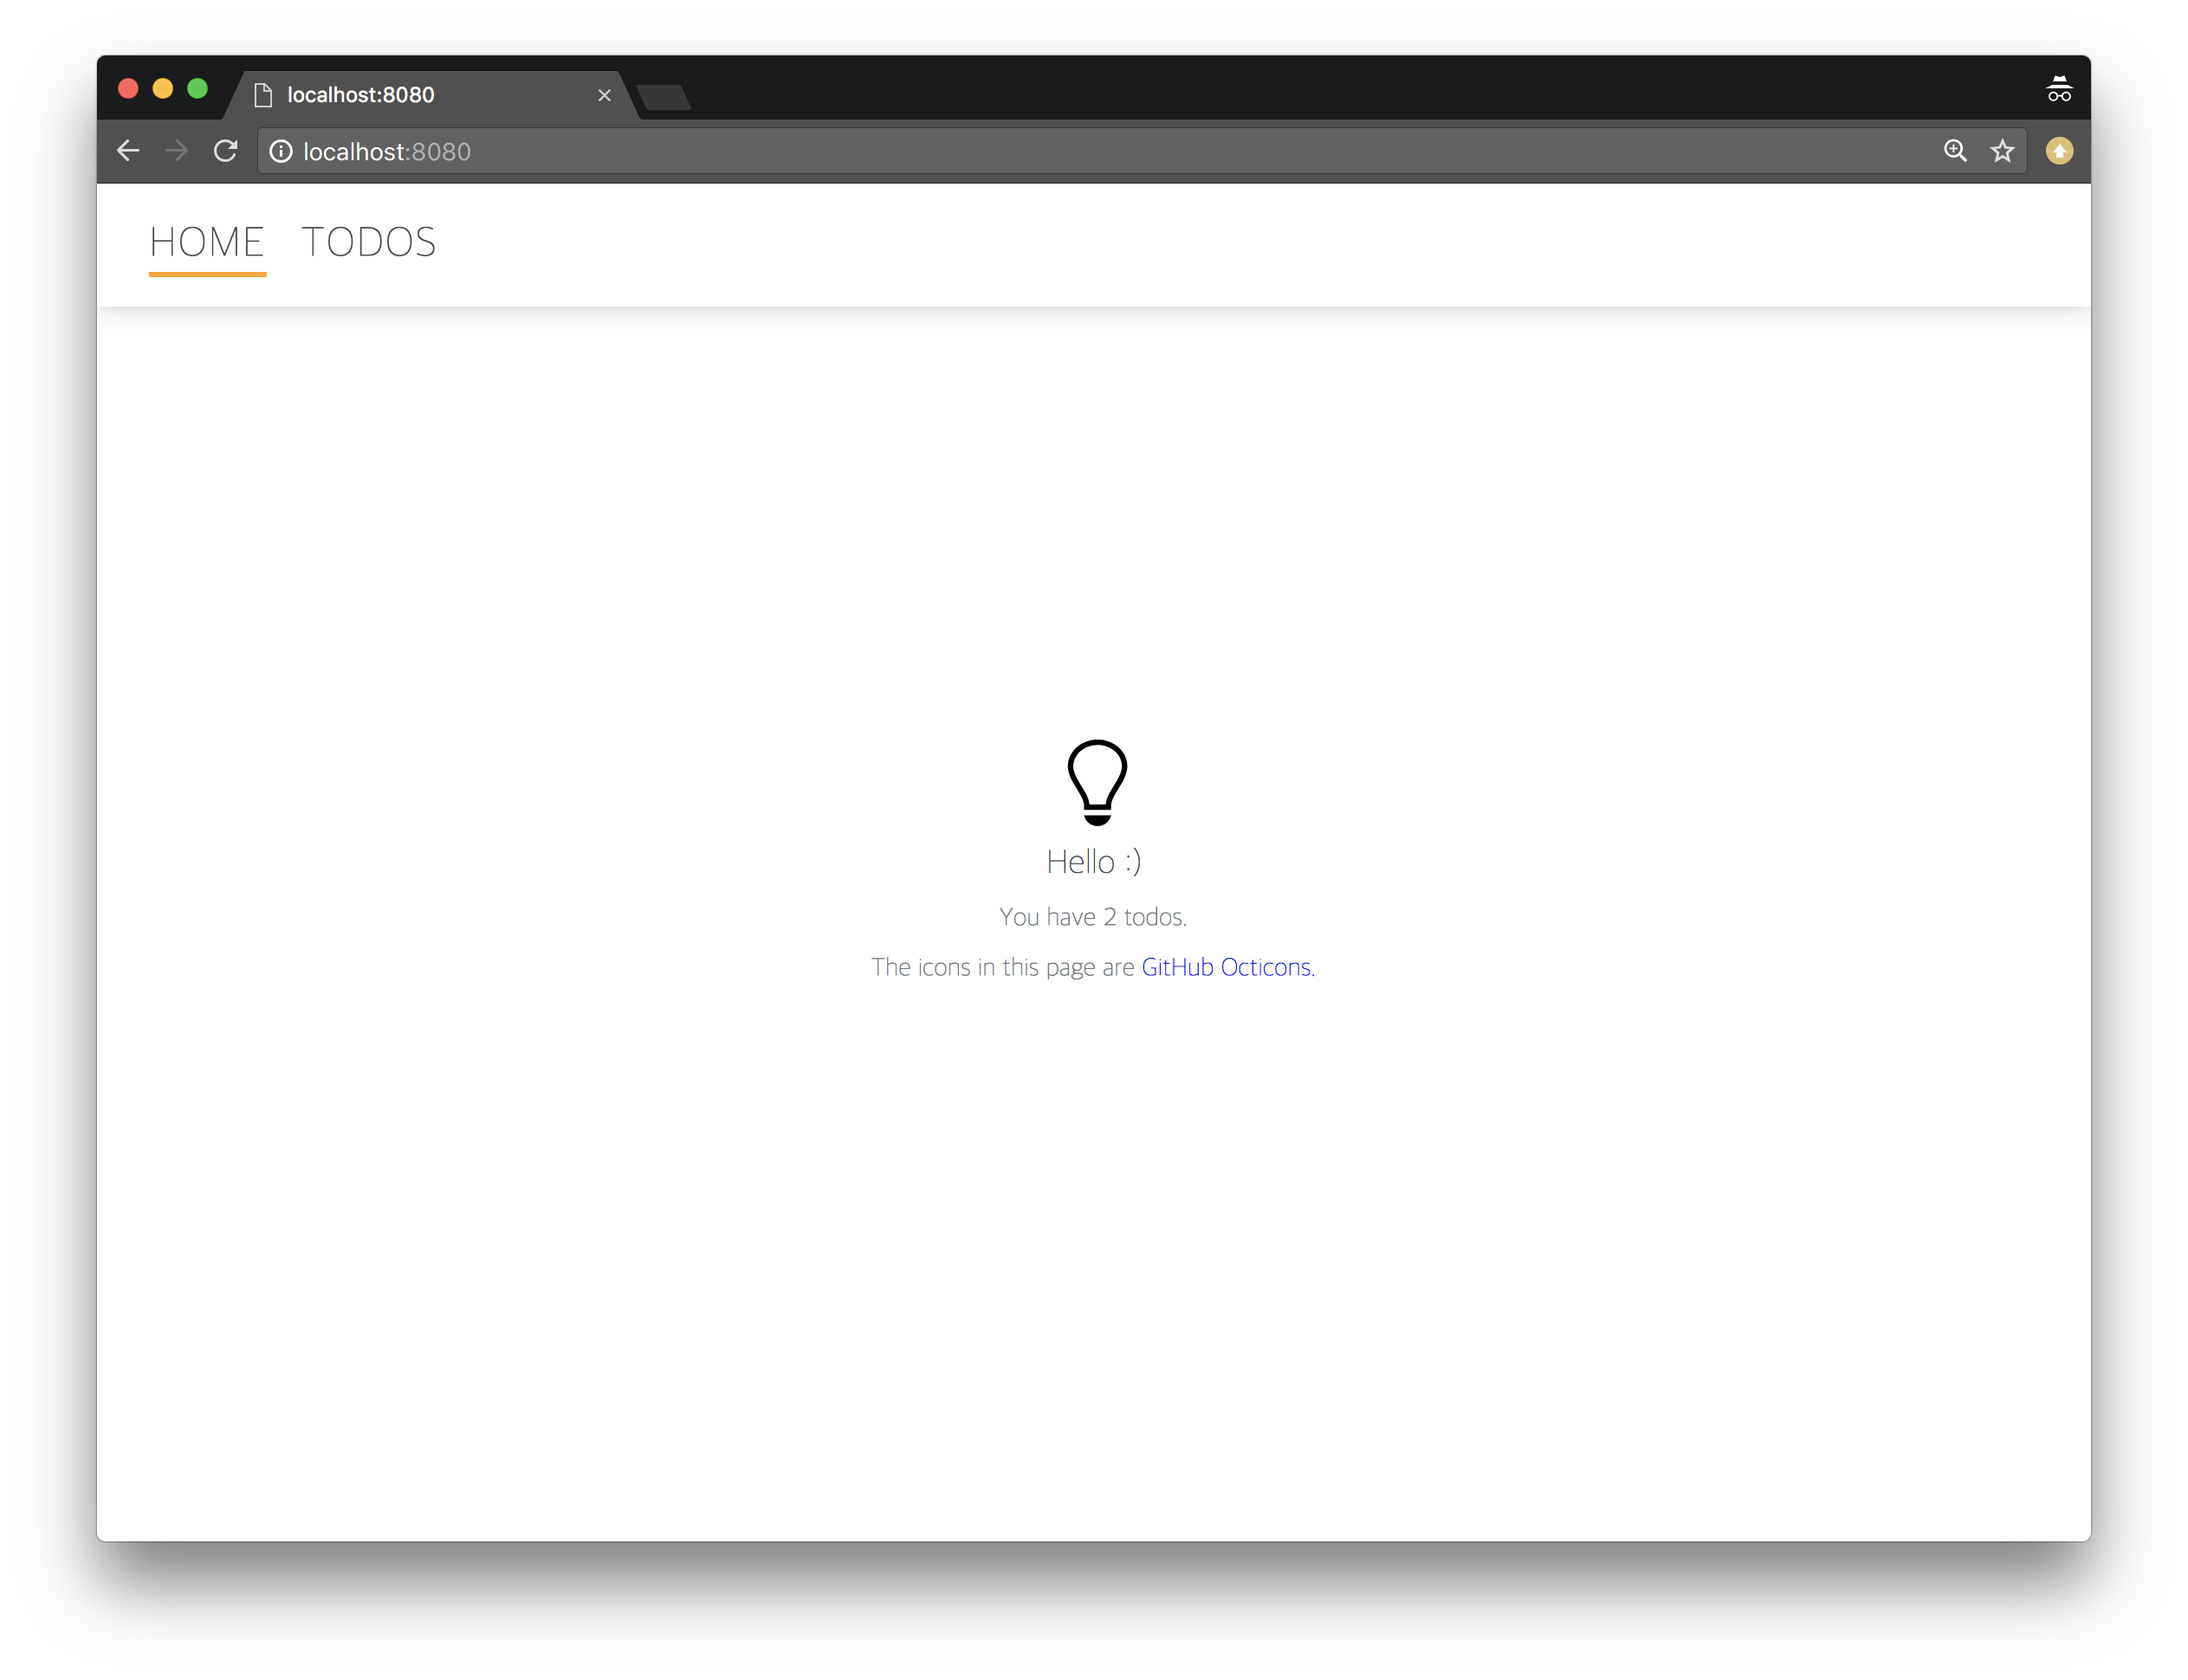 localhost:8080
localhost:8080
HOME TODOS
Hello :)
You have 2 todos.
The icons in this page are GitHub Octicons.